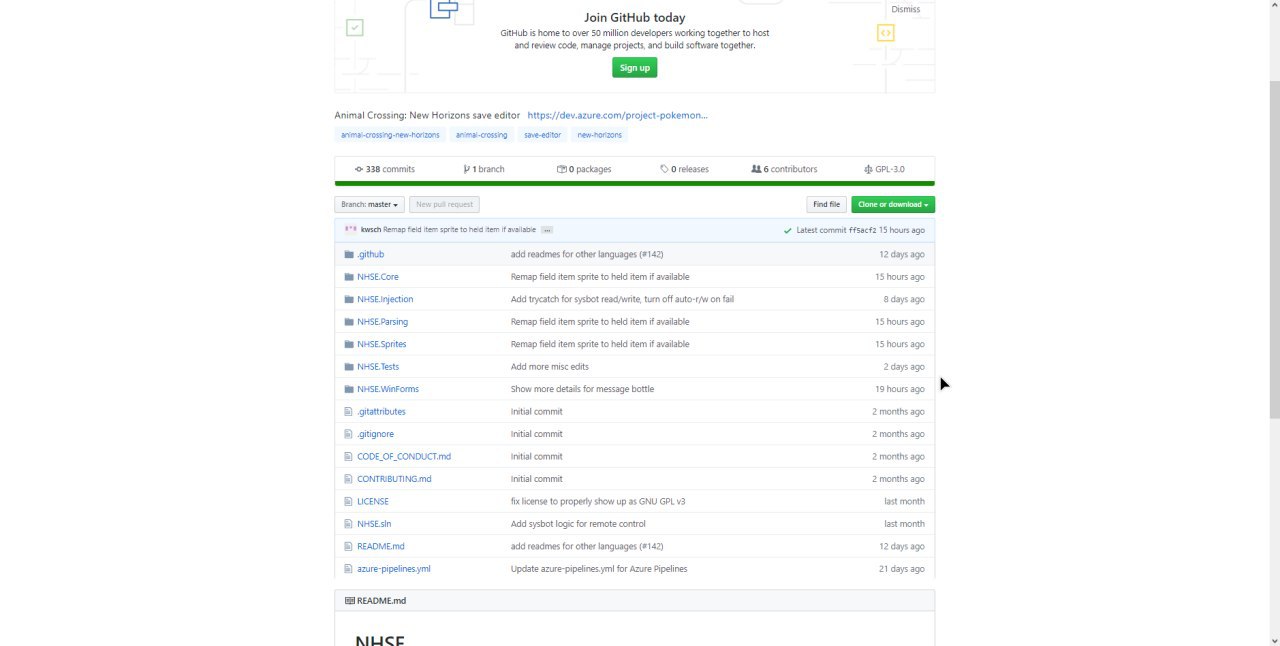 Dismiss
Join GitHub today
GitHub is home to over 50 million developers working together to host
and review code, manage projects, and build software together.
Sign up
Animal Crossing: New Horizons save editor https://dev.azure.com/project-pokemon...
animal-crossing-new-horizons animal-crossing save-editor new-horizons
338 commits 1 branch 0 packages 0 releases 6 contributors GPL-3.0
Branch: master New pull request Find file Clone or download
kwsch Remap field item sprite to held item if available ... Latest commit ff5acf2 15 hours ago
.github add readmes for other languages (#142) 12 days ago
NHSE.Core Remap field item sprite to held item if available 15 hours ago
NHSE.Injection Add trycatch for sysbot read/write, turn off auto-r/w on fail 8 days ago
NHSE.Parsing Remap field item sprite to held item if available 15 hours ago
NHSE.Sprites Remap field item sprite to held item if available 15 hours ago
NHSE.Tests Add more misc edits 2 days ago
NHSE.WinForms Show more details for message bottle 19 hours ago
.gitattributes Initial commit 2 months ago
.gitignore Initial commit 2 months ago
CODE_OF_CONDUCT.md Initial commit 2 months ago
CONTRIBUTING.md Initial commit 2 months ago
LICENSE fix license to properly show up as GNU GPL v3 last month
NHSE.sln Add sysbot logic for remote control last month
README.md add readmes for other languages (#142) 12 days ago
azure-pipelines.yml Update azure-pipelines.yml for Azure Pipelines 21 days ago
README.md
NHSE